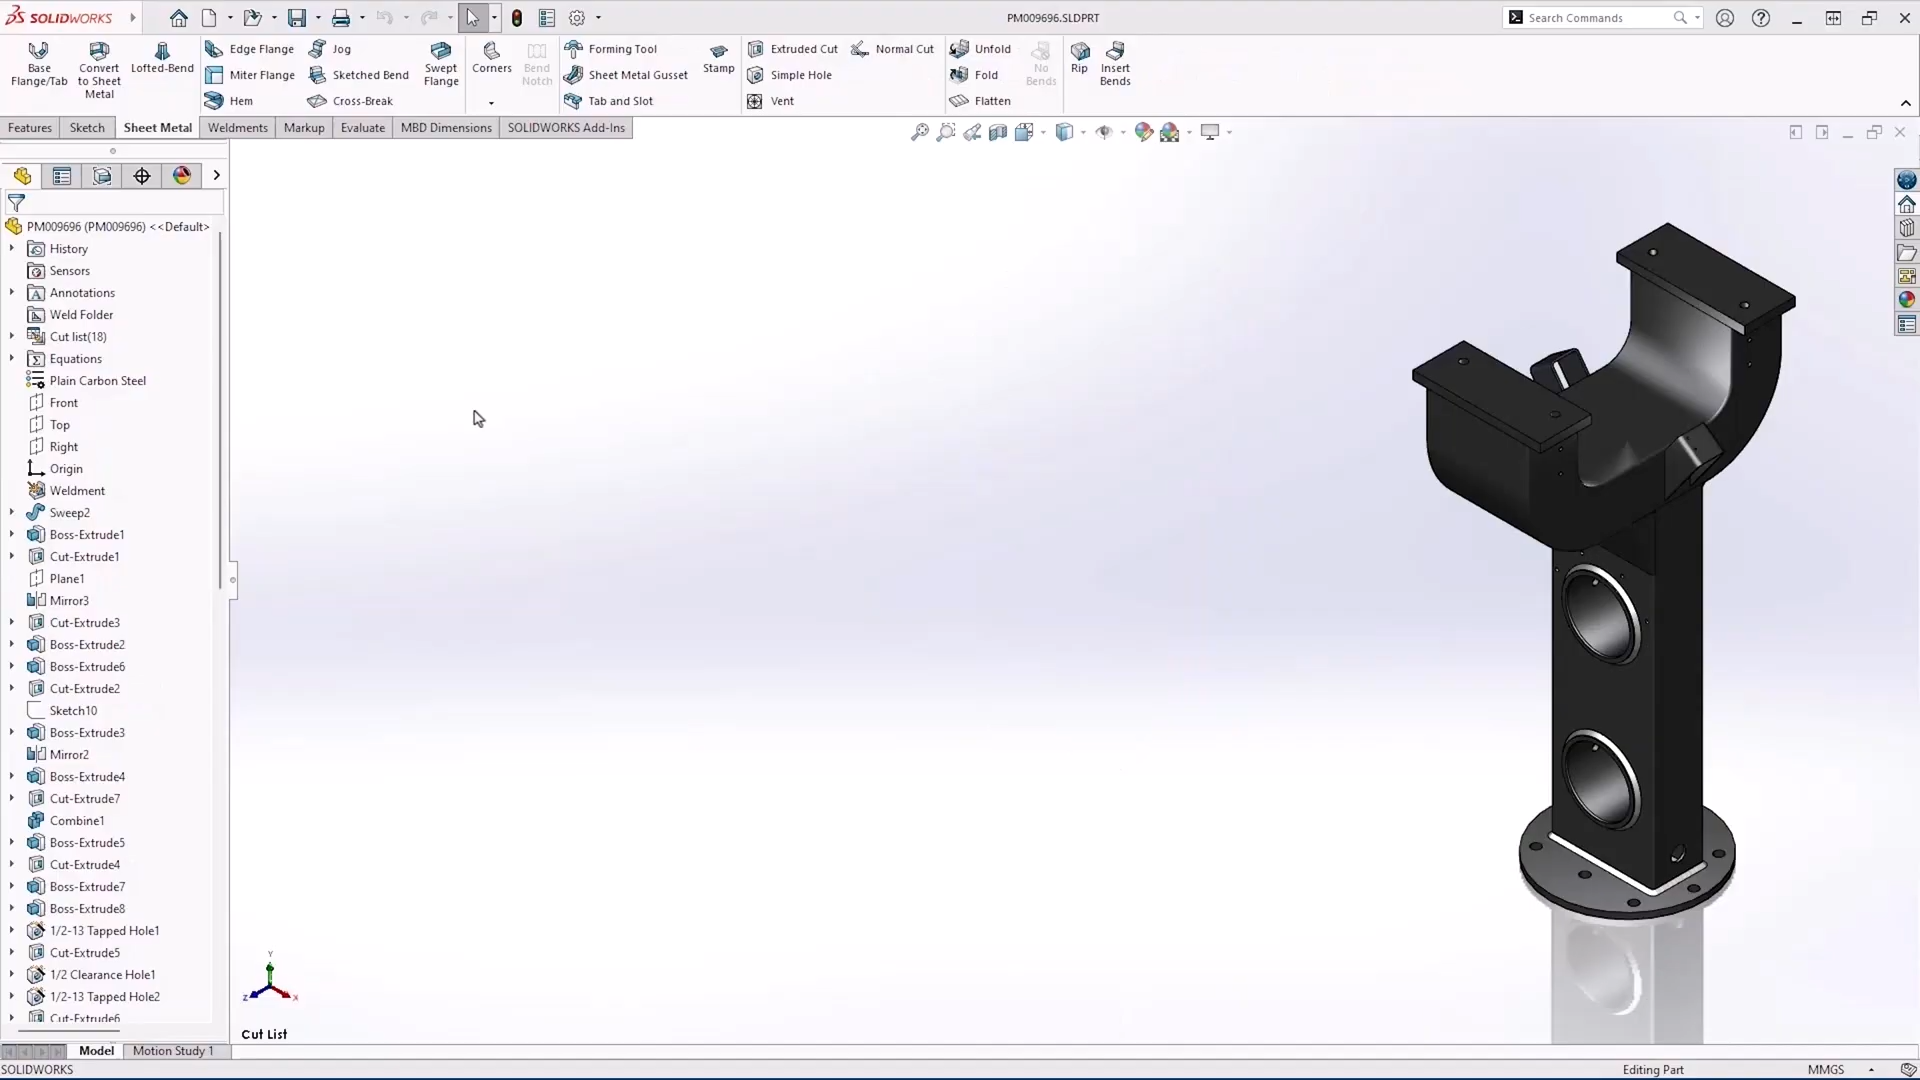 SOLIDWORKS
PM009696.SLDPRT
Search Commands
Base Flange/Tab
Convert to Sheet Metal
Lofted-Bend
Edge Flange
Miter Flange
Hem
Jog
Sketched Bend
Cross-Break
Swept Flange
Corners
Bend Notch
Forming Tool
Sheet Metal Gusset
Tab and Slot
Stamp
Extruded Cut
Simple Hole
Vent
Normal Cut
Unfold
Fold
Flatten
No Bends
Rip
Insert Bends
Features
Sketch
Sheet Metal
Weldments
Markup
Evaluate
MBD Dimensions
SOLIDWORKS Add-Ins
PM009696 (PM009696) <<Default>
History
Sensors
Annotations
Weld Folder
Cut list(18)
Equations
Plain Carbon Steel
Front
Top
Right
Origin
Weldment
Sweep2
Boss-Extrude1
Cut-Extrude1
Plane1
Mirror3
Cut-Extrude3
Boss-Extrude2
Boss-Extrude6
Cut-Extrude2
Sketch10
Boss-Extrude3
Mirror2
Boss-Extrude4
Cut-Extrude7
Combine1
Boss-Extrude5
Cut-Extrude4
Boss-Extrude7
Boss-Extrude8
1/2-13 Tapped Hole1
Cut-Extrude5
1/2 Clearance Hole1
1/2-13 Tapped Hole2
Cut-Extrude6
Y
Z
X
Cut List
Model
Motion Study 1
SOLIDWORKS
Editing Part
MMGS